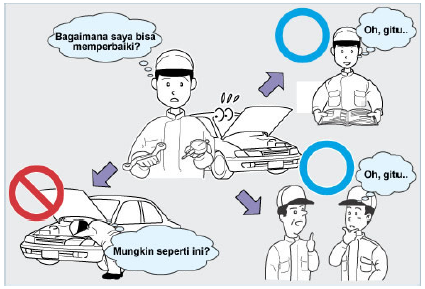 Bagaimana saya bisa
memperbaiki?
Oh, gitu..
Oh, gitu..
Mungkin seperti ini?